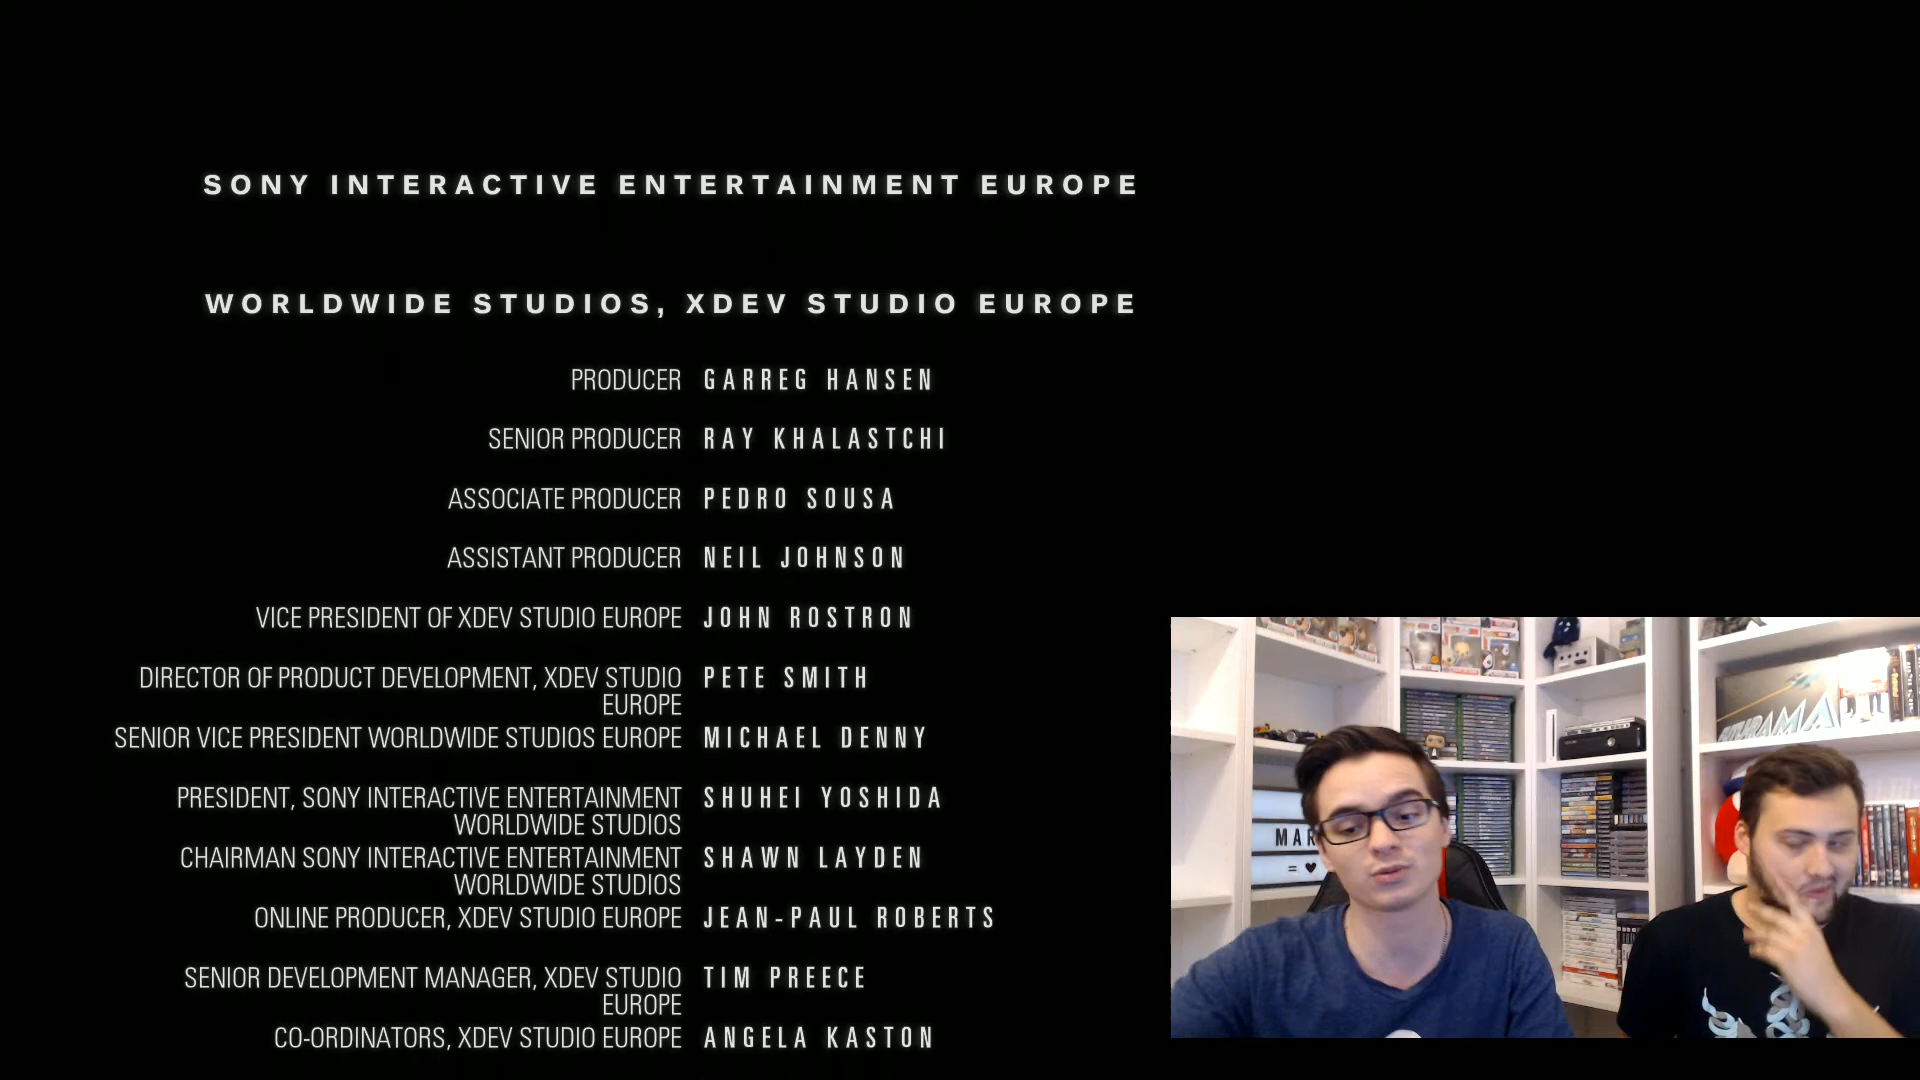 SONY INTERACTIVE ENTERTAINMENT EUROPE
WORLDWIDE STUDIOS, XDEV STUDIO EUROPE
PRODUCER GARREG HANSEN
SENIOR PRODUCER RAY KHALASTCHI
ASSOCIATE PRODUCER PEDRO SOUSA
ASSISTANT PRODUCER NEIL JOHNSON
VICE PRESIDENT OF XDEV STUDIO EUROPE JOHN ROSTRON
DIRECTOR OF PRODUCT DEVELOPMENT, XDEV STUDIO PETE SMITH
EUROPE
SENIOR VICE PRESIDENT WORLDWIDE STUDIOS EUROPE MICHAEL DENNY
PRESIDENT, SONY INTERACTIVE ENTERTAINMENT SHUHEI YOSHIDA
WORLDWIDE STUDIOS
CHAIRMAN SONY INTERACTIVE ENTERTAINMENT SHAWN LAYDEN
WORLDWIDE STUDIOS
ONLINE PRODUCER, XDEV STUDIO EUROPE JEAN-PAUL ROBERTS
SENIOR DEVELOPMENT MANAGER, XDEV STUDIO TIM PREECE
EUROPE
CO-ORDINATORS, XDEV STUDIO EUROPE ANGELA KASTON
FUTURAMA
MAR
= ♥